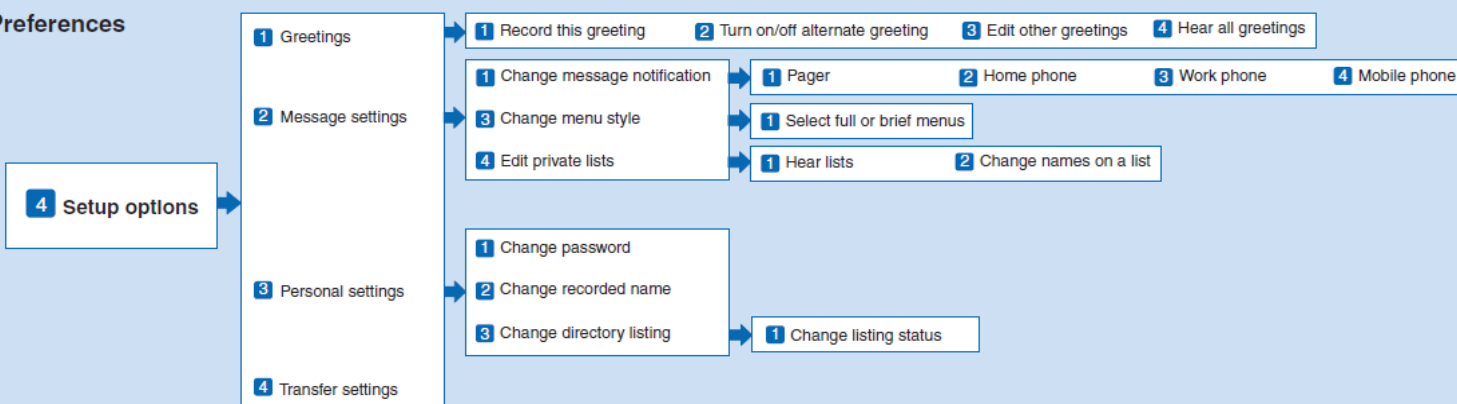 Preferences
1 Greetings
1 Record this greeting 2 Turn on/off alternate greeting 3 Edit other greetings 4 Hear all greetings
2 Message settings
1 Change message notification
1 Pager 2 Home phone 3 Work phone 4 Mobile phone
3 Change menu style
1 Select full or brief menus
4 Edit private lists
1 Hear lists 2 Change names on a list
4 Setup options
3 Personal settings
1 Change password
2 Change recorded name
3 Change directory listing
1 Change listing status
4 Transfer settings